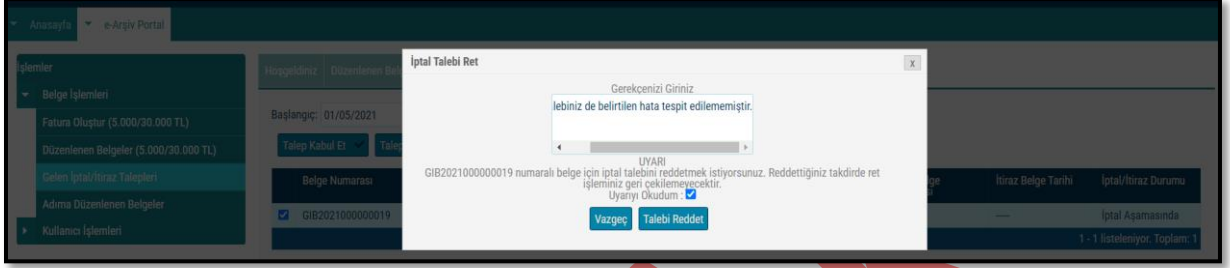 Anasayfa e-Arşiv Portal
İşlemler
Belge İşlemleri
Fatura Oluştur (5.000/30.000 TL)
Düzenlenen Belgeler (5.000/30.000 TL)
Gelen İptal/İtiraz Talepleri
Adıma Düzenlenen Belgeler
Kullanıcı İşlemleri
Hoşgeldiniz Düzenlenen Bel
Başlangıç: 01/05/2021
Talep Kabul Et Talep
Belge Numarası İtiraz Belge Tarihi İptal/İtiraz Durumu
GIB2021000000019 ---- İptal Aşamasında
1 - 1 listeleniyor. Toplam: 1
İptal Talebi Ret x
Gerekçenizi Giriniz
lebiniz de belirtilen hata tespit edilememiştir.
UYARI
GIB2021000000019 numaralı belge için iptal talebini reddetmek istiyorsunuz. Reddettiğiniz takdirde ret
işleminiz geri çekilemeyecektir.
Uyarıyı Okudum :
Vazgeç Talebi Reddet